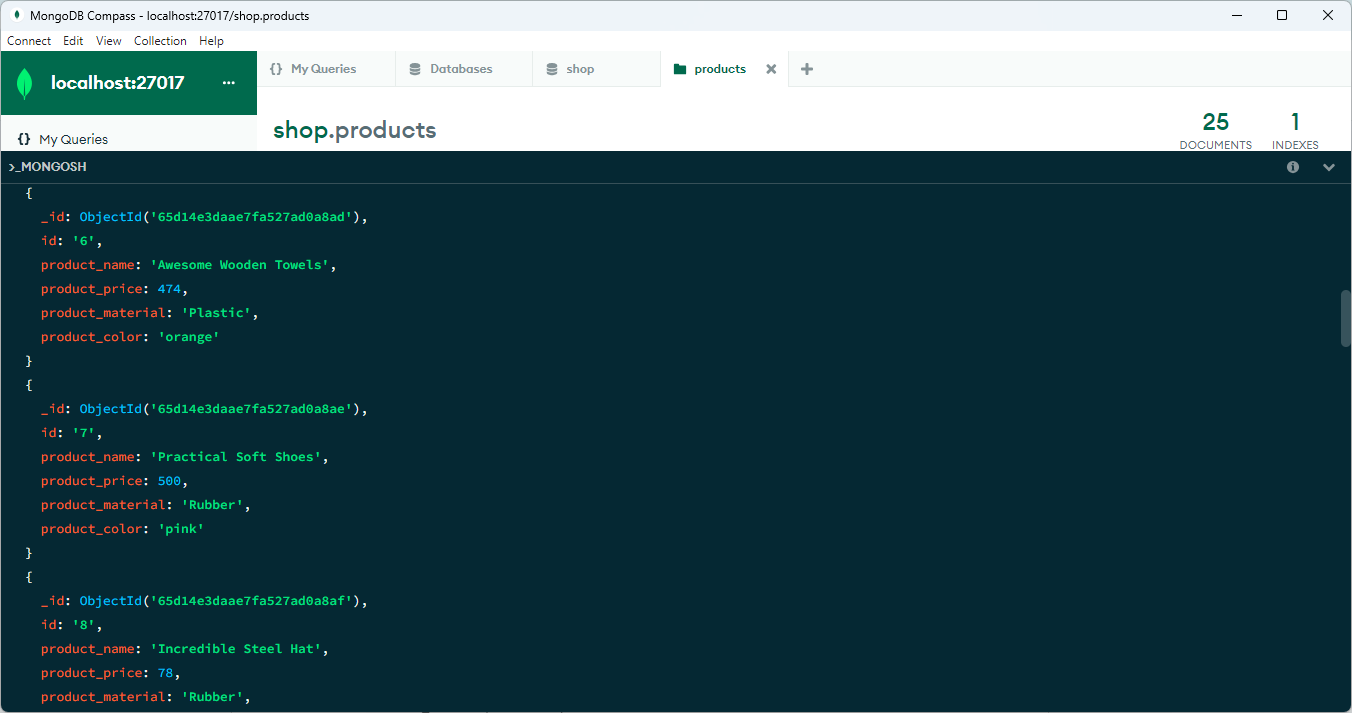 MongoDB Compass - localhost:27017/shop.products
Connect Edit View Collection Help
localhost:27017 ...
{} My Queries
{} My Queries Databases shop products
shop.products
25
DOCUMENTS
1
INDEXES
>_MONGOSH
{
_id: ObjectId('65d14e3daae7fa527ad0a8ad'),
id: '6',
product_name: 'Awesome Wooden Towels',
product_price: 474,
product_material: 'Plastic',
product_color: 'orange'
}
{
_id: ObjectId('65d14e3daae7fa527ad0a8ae'),
id: '7',
product_name: 'Practical Soft Shoes',
product_price: 500,
product_material: 'Rubber',
product_color: 'pink'
}
{
_id: ObjectId('65d14e3daae7fa527ad0a8af'),
id: '8',
product_name: 'Incredible Steel Hat',
product_price: 78,
product_material: 'Rubber',